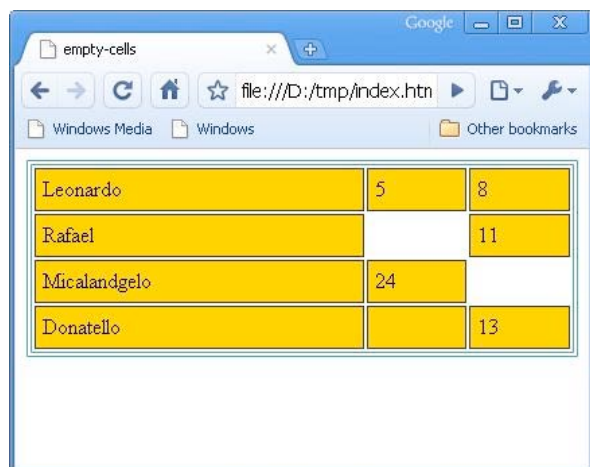 Google
empty-cells
file:///D:/tmp/index.htn
Windows Media Windows Other bookmarks
Leonardo 5 8
Rafael 11
Micalandgelo 24
Donatello 13